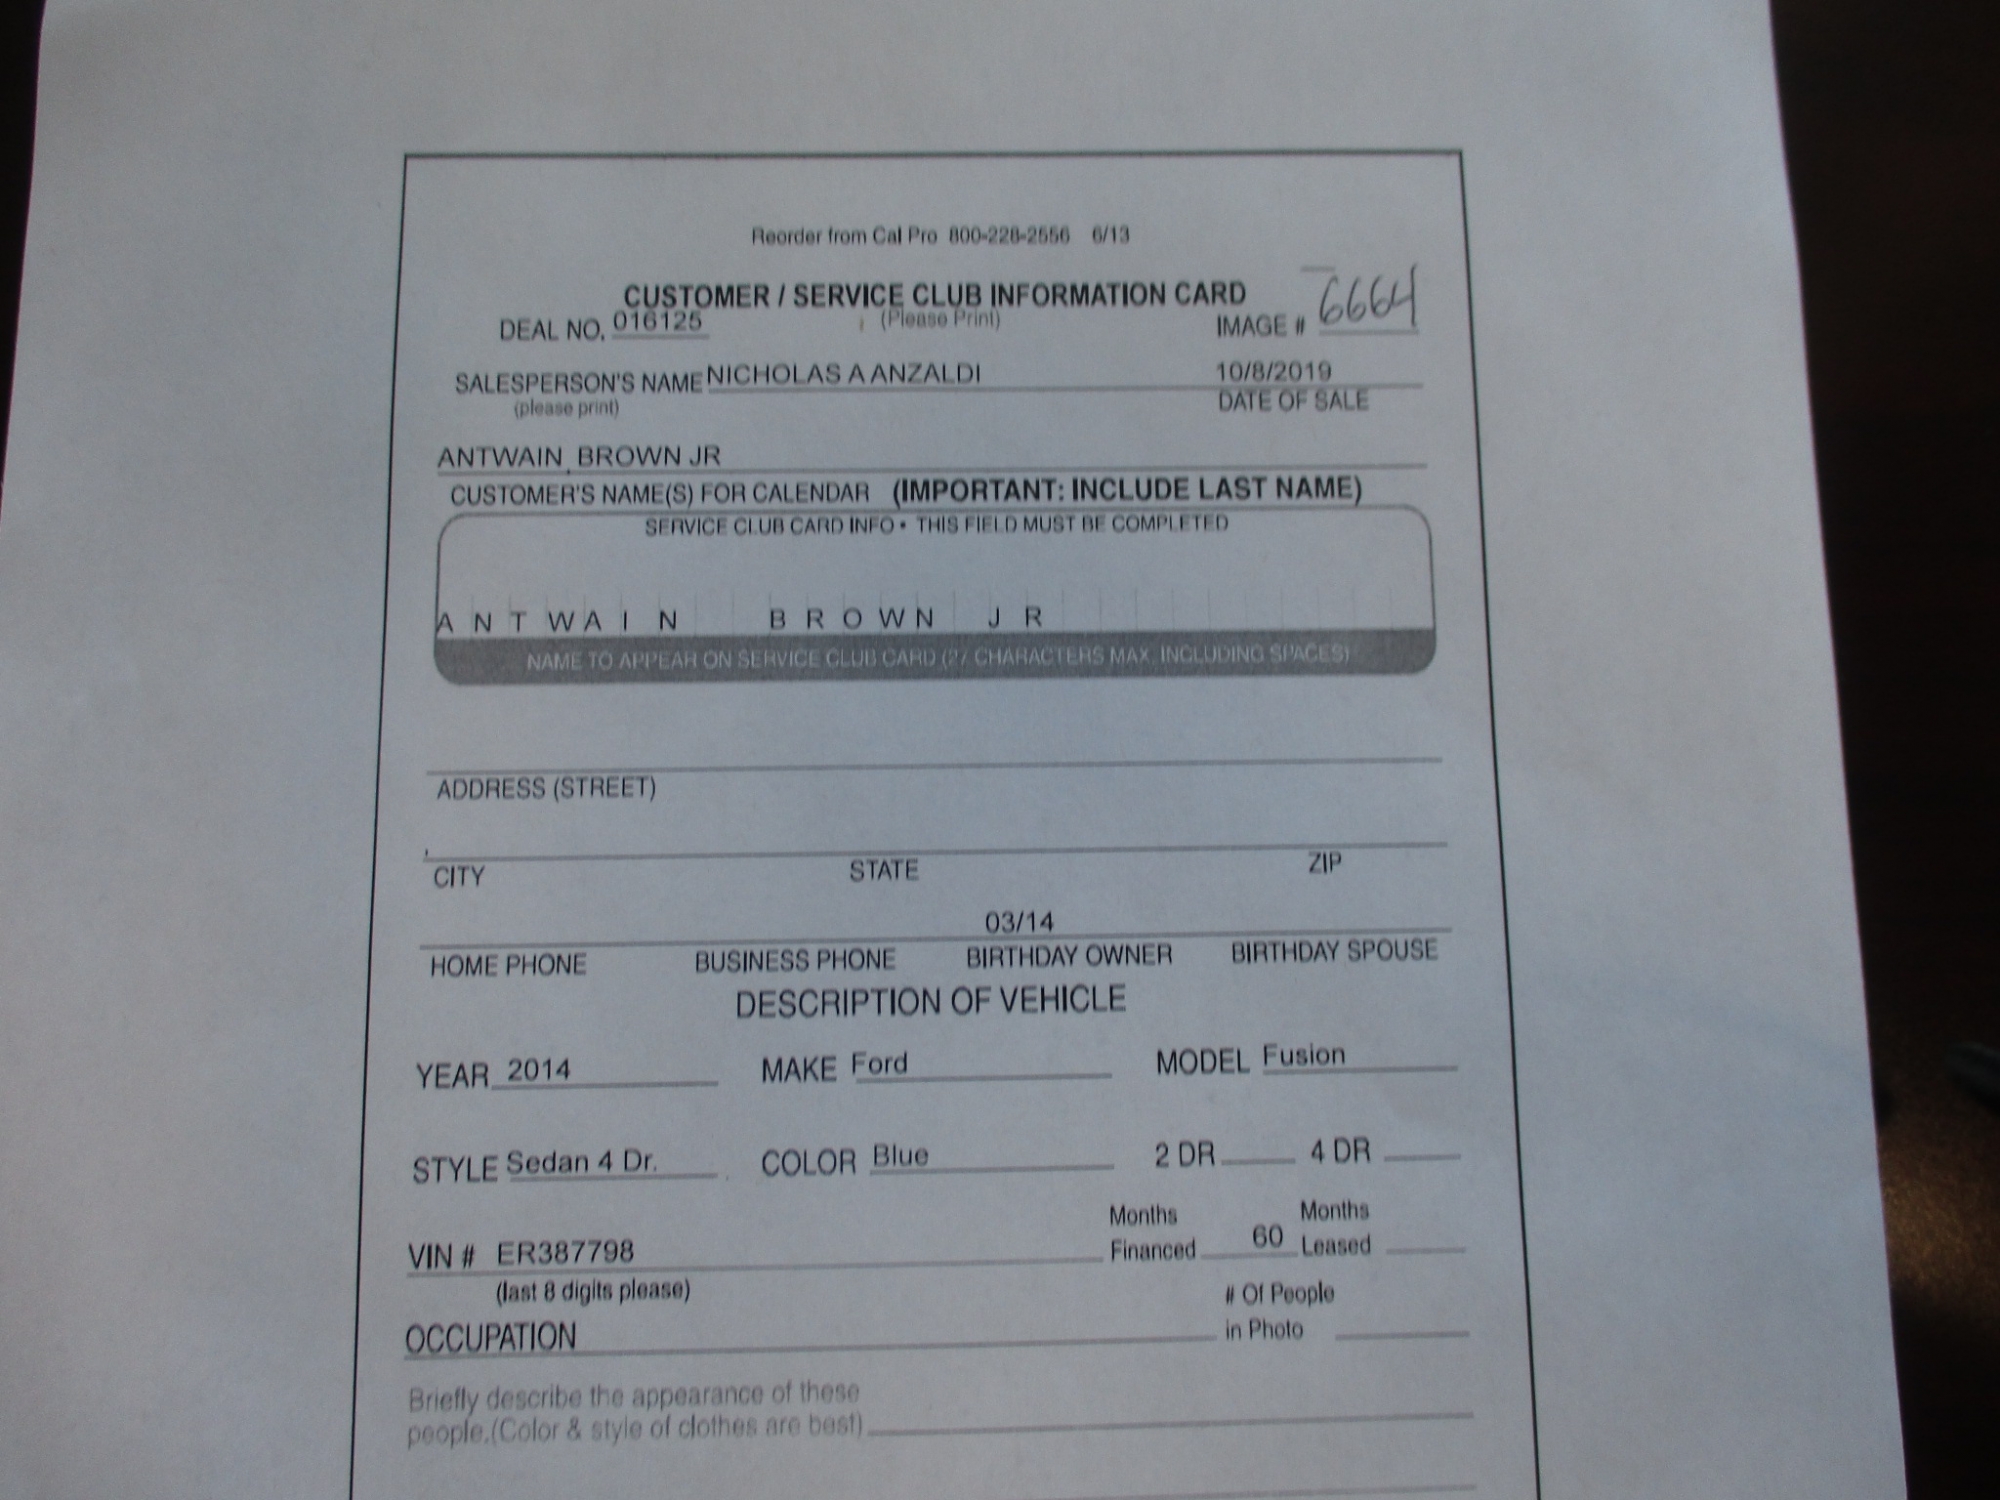 Reorder from Cal Pro 800-228-2556 6/13
CUSTOMER / SERVICE CLUB INFORMATION CARD
(Please Print)
DEAL NO. 016125 IMAGE # 6664
SALESPERSON'S NAME NICHOLAS A ANZALDI 10/8/2019
(please print) DATE OF SALE
ANTWAIN BROWN JR
CUSTOMER'S NAME(S) FOR CALENDAR (IMPORTANT: INCLUDE LAST NAME)
SERVICE CLUB CARD INFO • THIS FIELD MUST BE COMPLETED
ANTWAIN BROWN JR
NAME TO APPEAR ON SERVICE CLUB CARD (27 CHARACTERS MAX, INCLUDING SPACES)
ADDRESS (STREET)
,
CITY STATE ZIP
03/14
HOME PHONE BUSINESS PHONE BIRTHDAY OWNER BIRTHDAY SPOUSE
DESCRIPTION OF VEHICLE
YEAR 2014 MAKE Ford MODEL Fusion
STYLE Sedan 4 Dr. COLOR Blue 2 DR 4 DR
VIN # ER387798 Months Financed 60 Months Leased
(last 8 digits please)
OCCUPATION # Of People in Photo
Briefly describe the appearance of these
people.(Color & style of clothes are best)